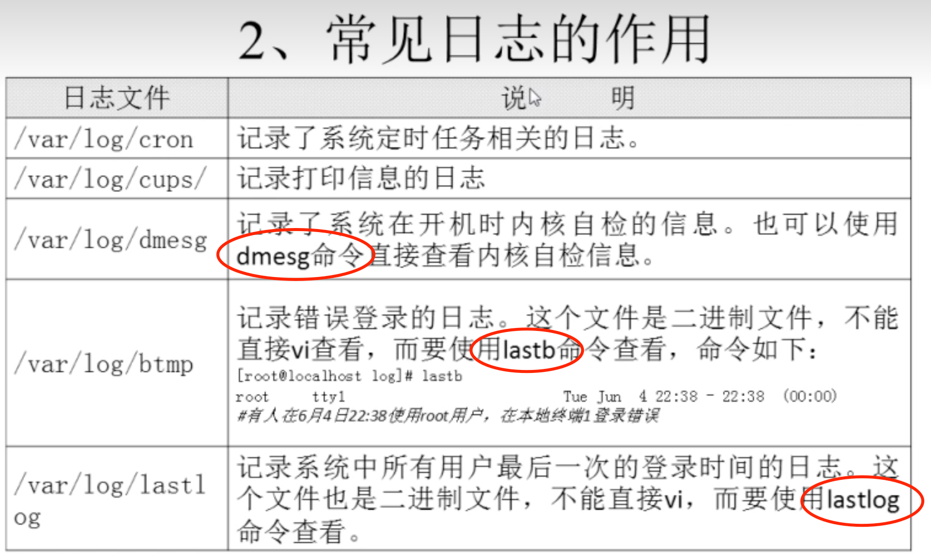 2、常见日志的作用
日志文件
说 明
/var/log/cron
记录了系统定时任务相关的日志。
/var/log/cups/
记录打印信息的日志
/var/log/dmesg
记录了系统在开机时内核自检的信息。也可以使用
dmesg命令直接查看内核自检信息。
/var/log/btmp
记录错误登录的日志。这个文件是二进制文件，不能
直接vi查看，而要使用lastb命令查看，命令如下：
[root@localhost log]# lastb
root tty1 Tue Jun 4 22:38 - 22:38 (00:00)
#有人在6月4日22:38使用root用户，在本地终端1登录错误
/var/log/lastl
og
记录系统中所有用户最后一次的登录时间的日志。这
个文件也是二进制文件，不能直接vi，而要使用lastlog
命令查看。